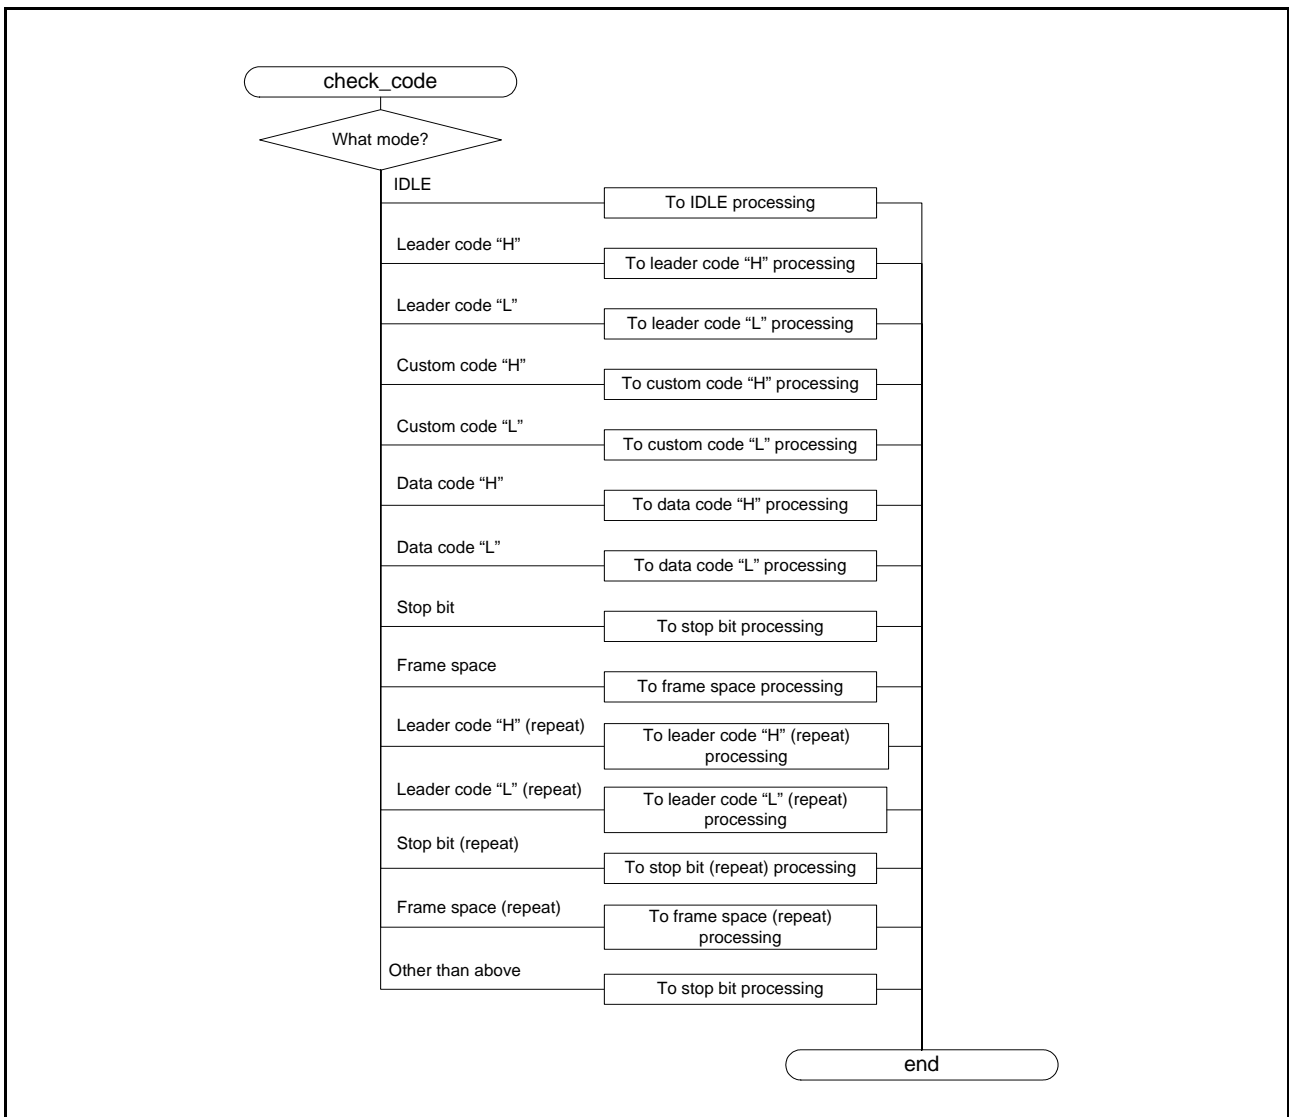 check_code
What mode?
IDLE
To IDLE processing
Leader code “H”
To leader code “H” processing
Leader code “L”
To leader code “L” processing
Custom code “H”
To custom code “H” processing
Custom code “L”
To custom code “L” processing
Data code “H”
To data code “H” processing
Data code “L”
To data code “L” processing
Stop bit
To stop bit processing
Frame space
To frame space processing
Leader code “H” (repeat)
To leader code “H” (repeat)
processing
Leader code “L” (repeat)
To leader code “L” (repeat)
processing
Stop bit (repeat)
To stop bit (repeat) processing
Frame space (repeat)
To frame space (repeat)
processing
Other than above
To stop bit processing
end